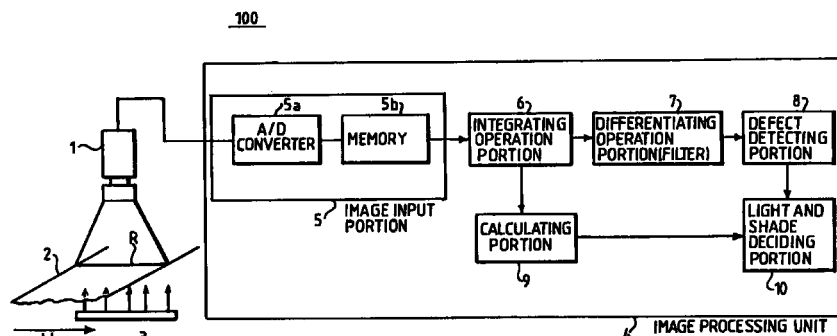 100
5a
A/D
CONVERTER
5b
MEMORY
5
IMAGE INPUT
PORTION
6
INTEGRATING
OPERATION
PORTION
7
DIFFERENTIATING
OPERATION
PORTION(FILTER)
8
DEFECT
DETECTING
PORTION
CALCULATING
PORTION
9
LIGHT AND
SHADE
DECIDING
PORTION
10
1
2
R
IMAGE PROCESSING UNIT